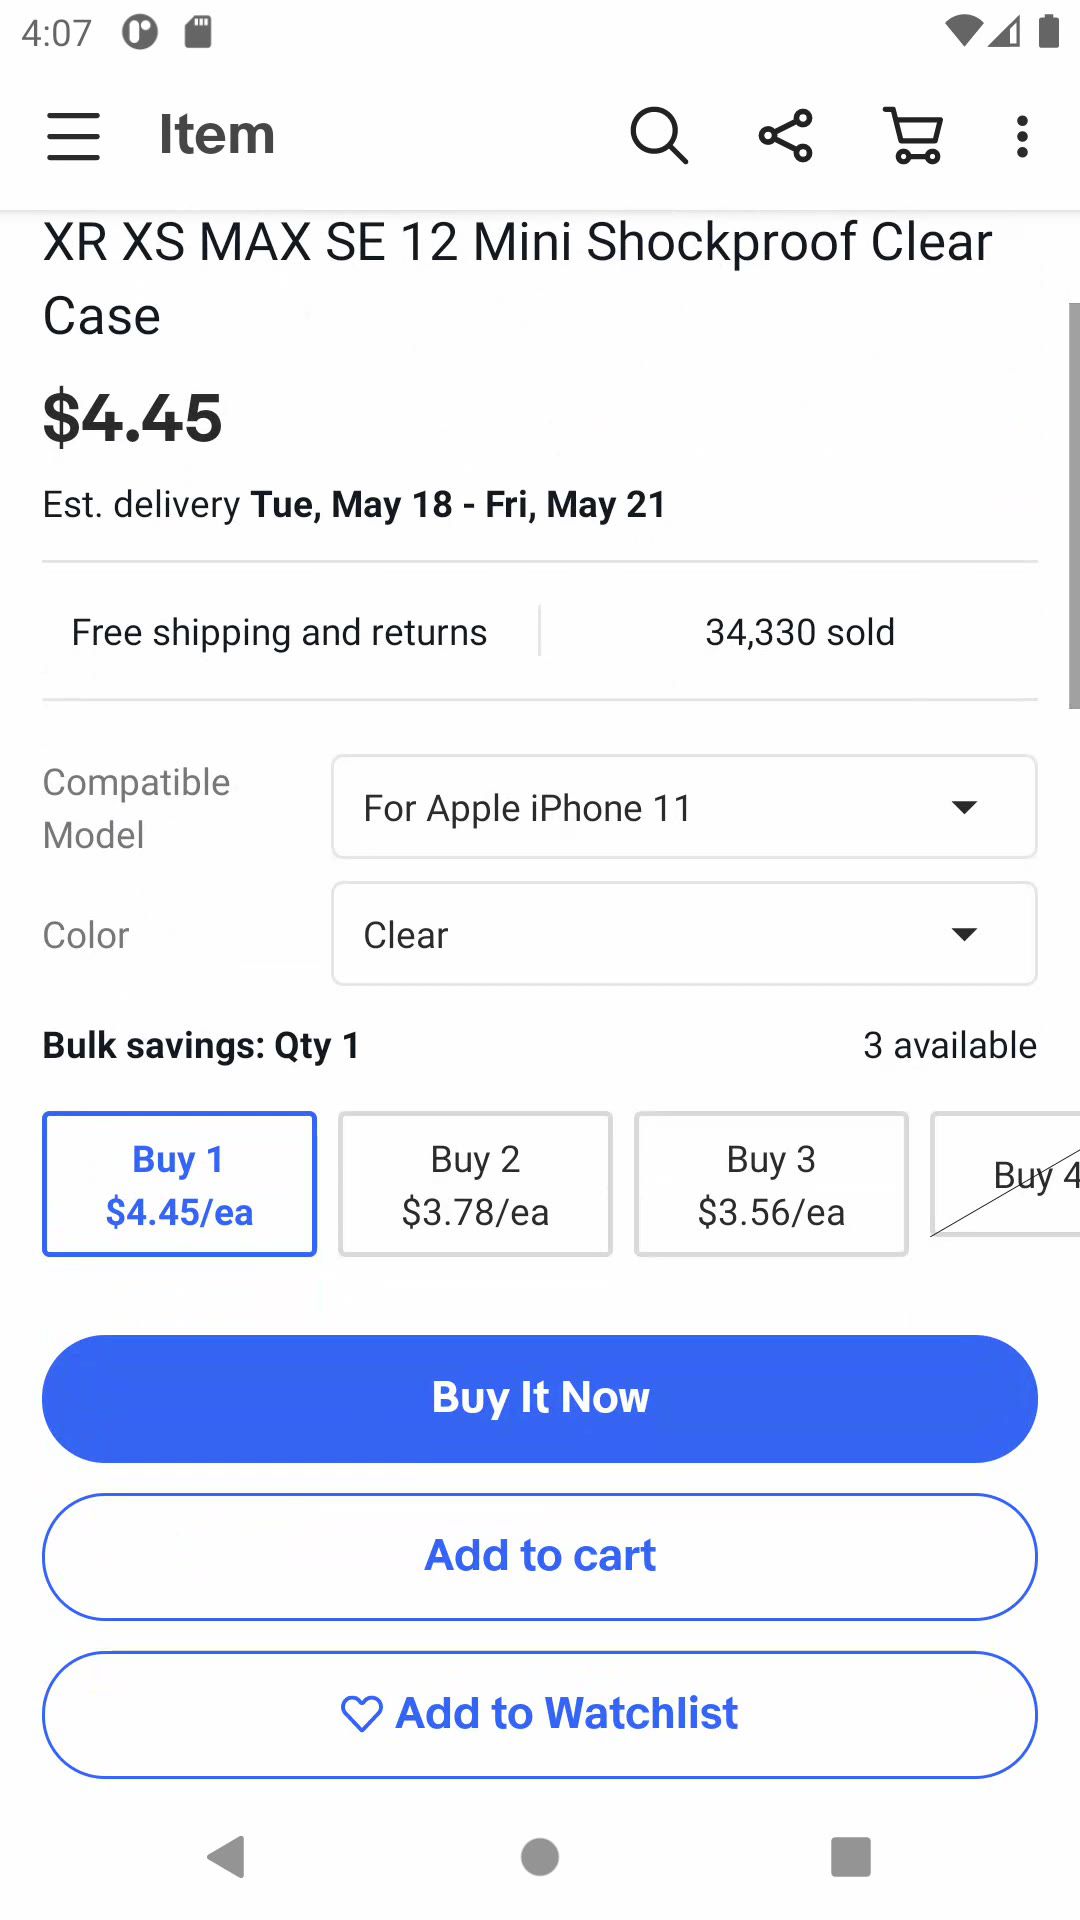 4:07
Item
XR XS MAX SE 12 Mini Shockproof Clear
Case
$4.45
Est. delivery Tue, May 18 - Fri, May 21
Free shipping and returns
34,330 sold
Compatible
Model
For Apple iPhone 11
Color
Clear
Bulk savings: Qty 1
3 available
Buy 1
$4.45/ea
Buy 2
$3.78/ea
Buy 3
$3.56/ea
Buy 4
Buy It Now
Add to cart
Add to Watchlist